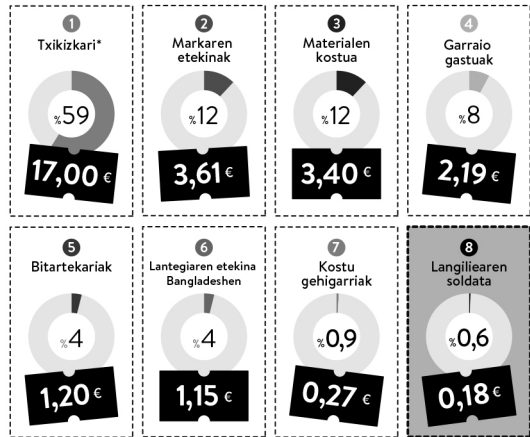 1
Txikizkari*
%59
17,00 €
2
Markaren
etekinak
%12
3,61 €
3
Materialen
kostua
%12
3,40 €
4
Garraio
gastuak
%8
2,19 €
5
Bitartekariak
%4
1,20 €
6
Lantegiaren etekina
Bangladeshen
%4
1,15 €
7
Kostu
gehigarriak
%0,9
0,27 €
8
Langiliearen
soldata
%0,6
0,18 €